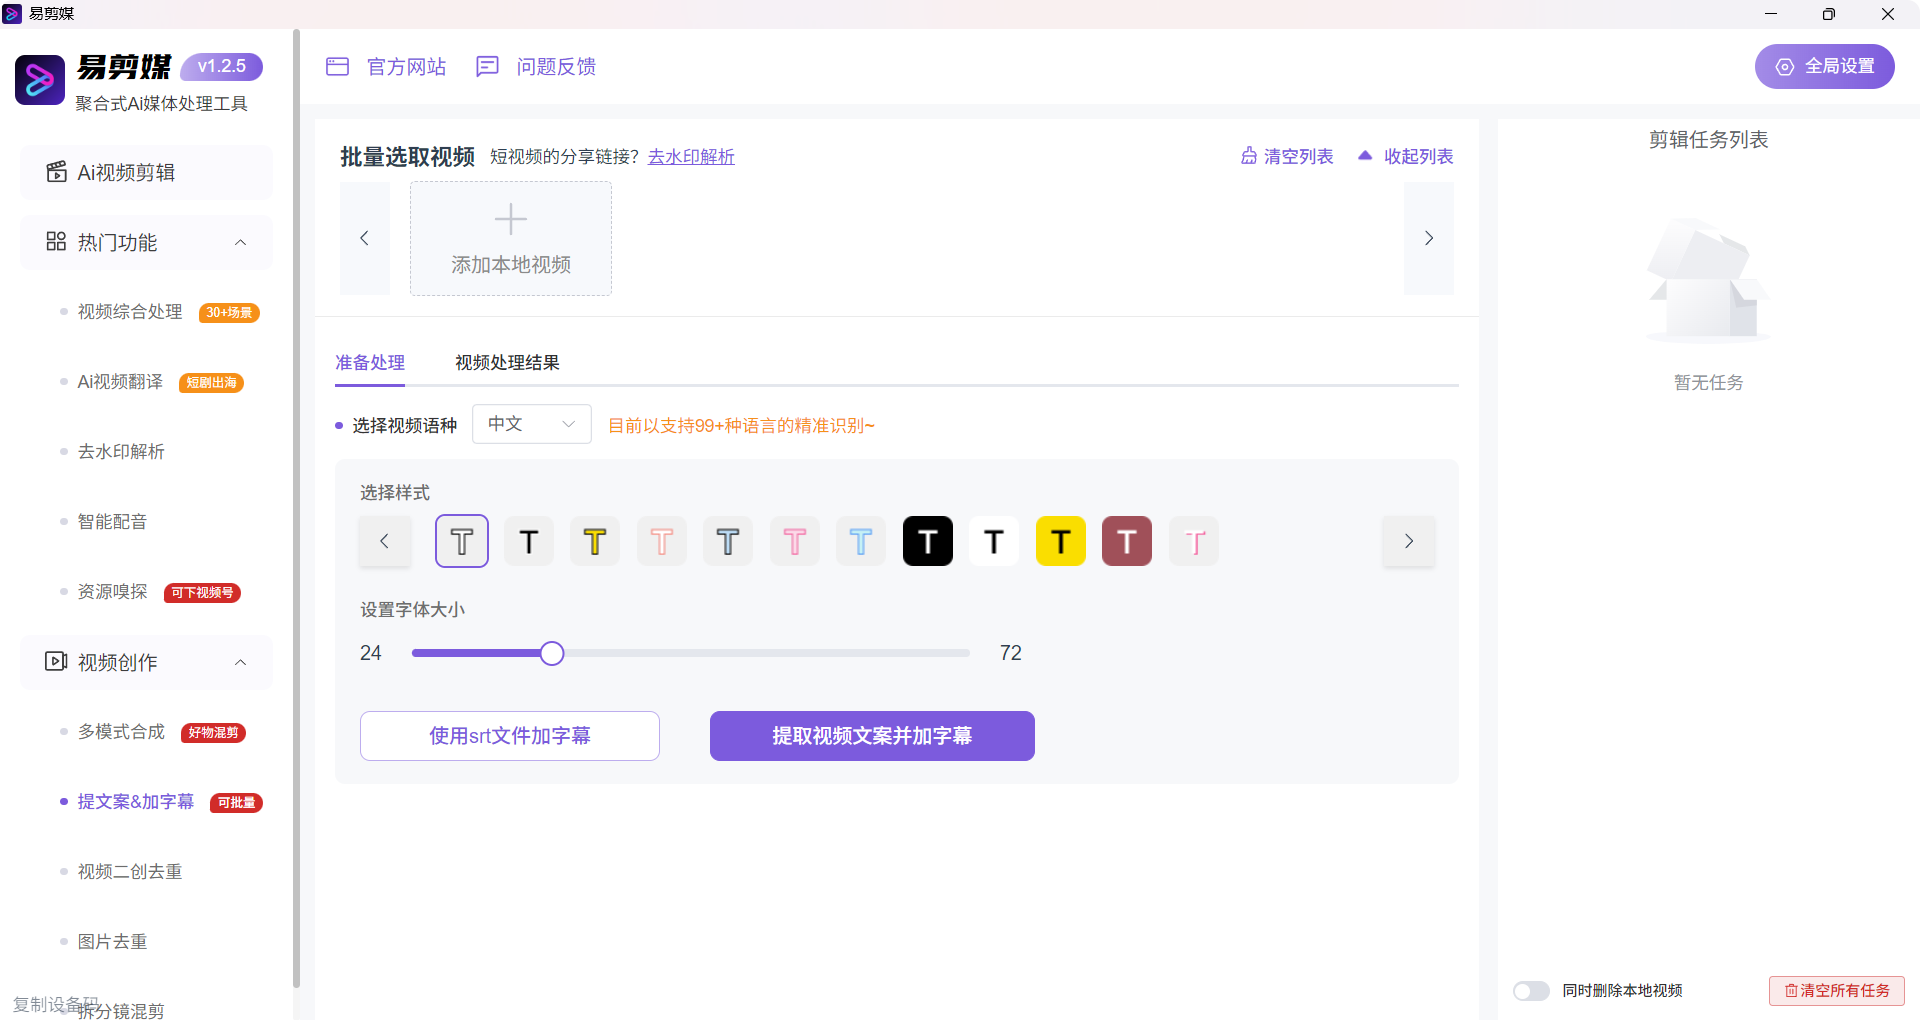 易剪媒
易剪媒 v1.2.5
聚合式Ai媒体处理工具
Ai视频剪辑
热门功能
视频综合处理 30+场景
Ai视频翻译 短剧出海
去水印解析
智能配音
资源嗅探 可下视频号
视频创作
多模式合成 好物混剪
提文案&加字幕 可批量
视频二创去重
图片去重
拆分镜混剪
复制设备码
官方网站 问题反馈
全局设置
批量选取视频 短视频的分享链接？去水印解析
清空列表 收起列表
添加本地视频
准备处理 视频处理结果
选择视频语种 中文 目前以支持99+种语言的精准识别~
选择样式
T T T T T T T T T T T T
设置字体大小
24 72
使用srt文件加字幕 提取视频文案并加字幕
剪辑任务列表
暂无任务
同时删除本地视频 清空所有任务